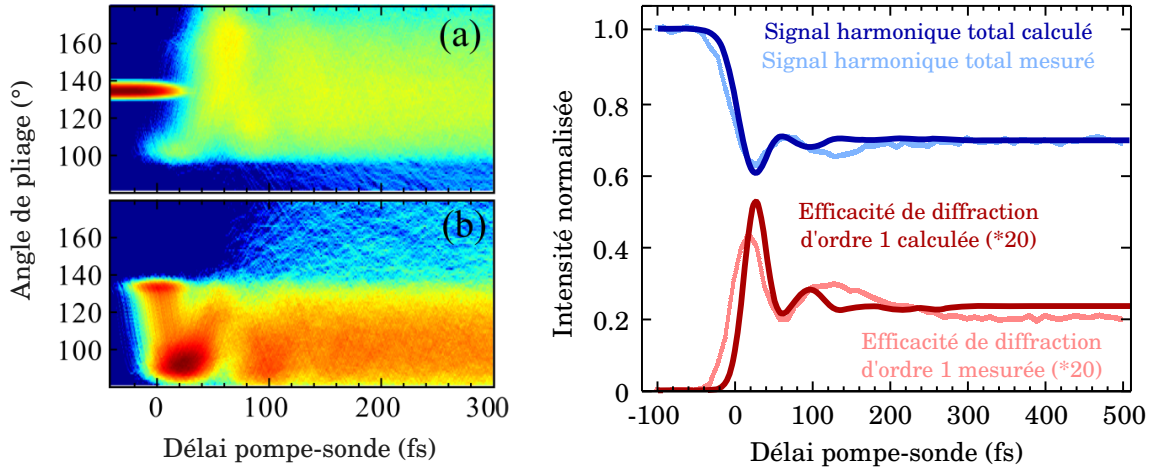 (a)
160
140
120
100
(b)
160
140
120
100
0
100
200
300
Angle de pliage (°)
Délai pompe-sonde (fs)
1.0
0.8
0.6
0.4
0.2
0
-100
0
100
200
300
400
500
Intensité normalisée
Signal harmonique total calculé
Signal harmonique total mesuré
Efficacité de diffraction
d'ordre 1 calculée (*20)
Efficacité de diffraction
d'ordre 1 mesurée (*20)
Délai pompe-sonde (fs)